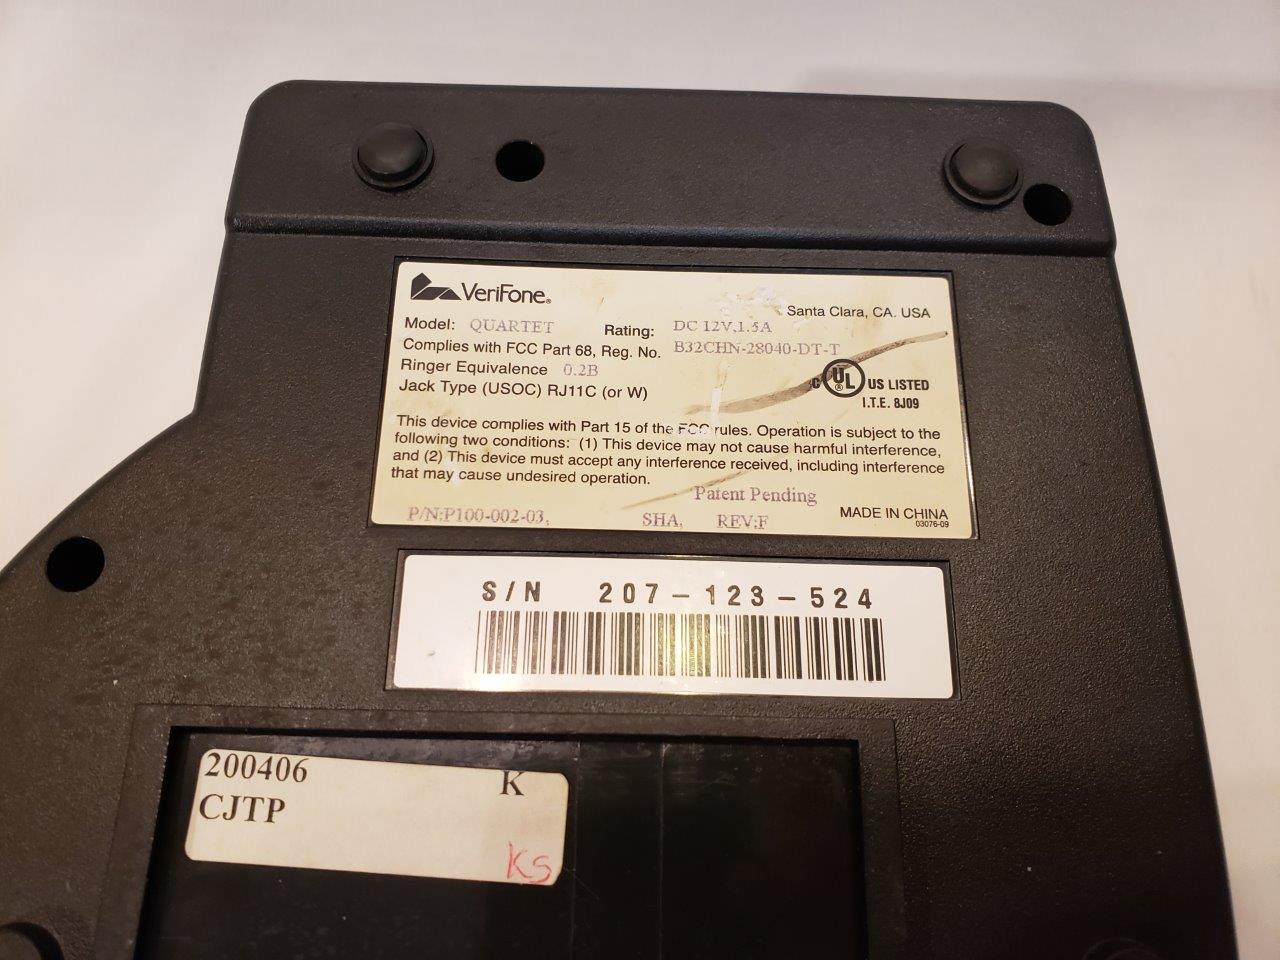 VeriFone®
Santa Clara, CA. USA
Model: QUARTET Rating: DC 12V,1.5A
Complies with FCC Part 68, Reg. No. B32CHN-28040-DT-T
Ringer Equivalence 0.2B
Jack Type (USOC) RJ11C (or W)
C UL US LISTED
I.T.E. 8J09
This device complies with Part 15 of the FCC rules. Operation is subject to the
following two conditions: (1) This device may not cause harmful interference,
and (2) This device must accept any interference received, including interference
that may cause undesired operation.
Patent Pending
P/N:P100-002-03, SHA, REV:F MADE IN CHINA
03076-09
S/N 207-123-524
200406 K
CJTP
KS